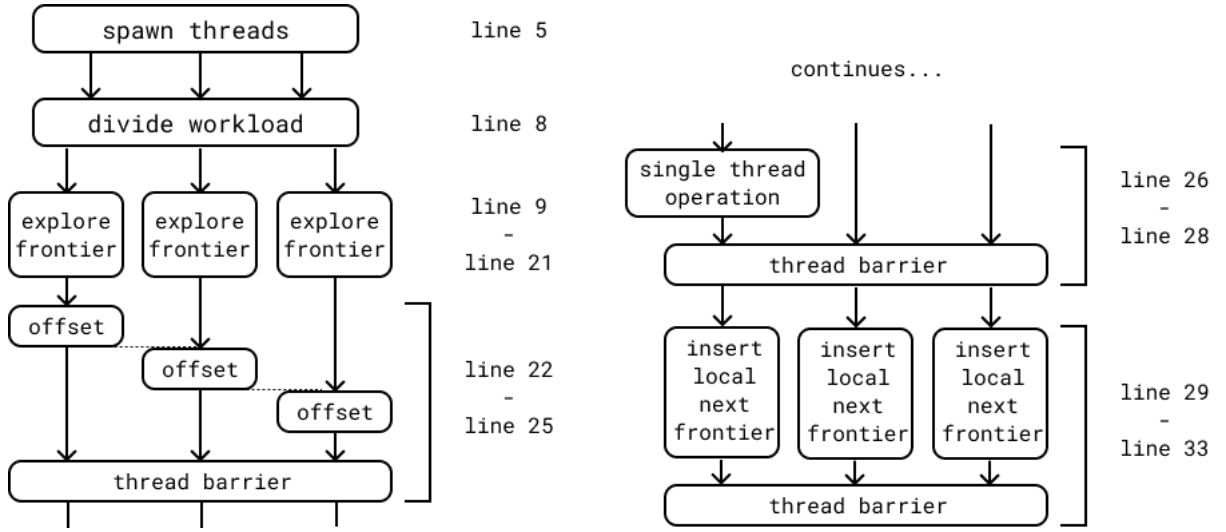 spawn threads
line 5
divide workload
line 8
explore
frontier
explore
frontier
explore
frontier
line 9
-
line 21
offset
offset
offset
line 22
-
line 25
thread barrier
continues...
single thread
operation
line 26
-
line 28
thread barrier
insert
local
next
frontier
insert
local
next
frontier
insert
local
next
frontier
line 29
-
line 33
thread barrier